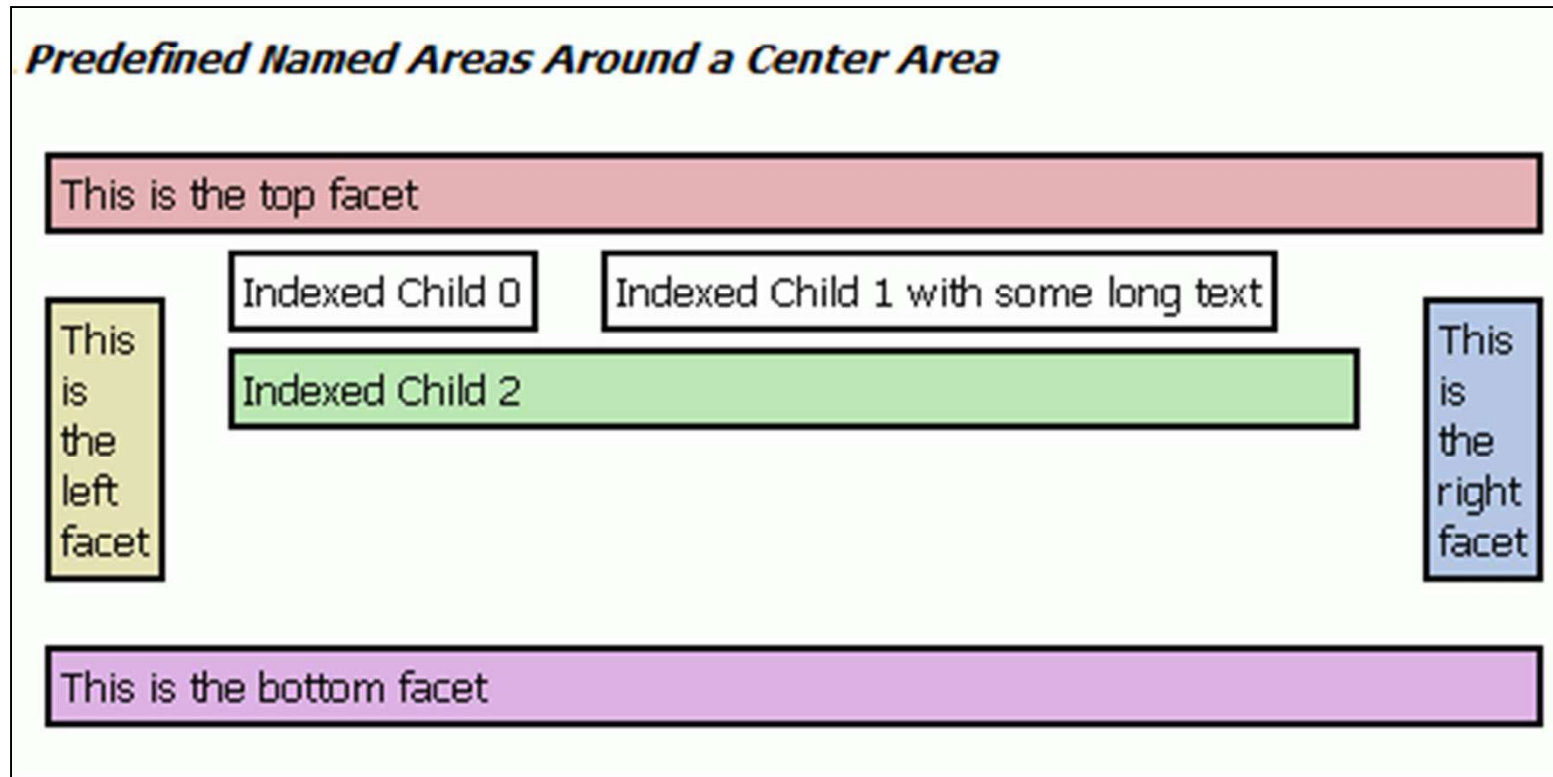 Predefined Named Areas Around a Center Area
This is the top facet
Indexed Child 0
Indexed Child 1 with some long text
Indexed Child 2
This
is
the
left
facet
This
is
the
right
facet
This is the bottom facet